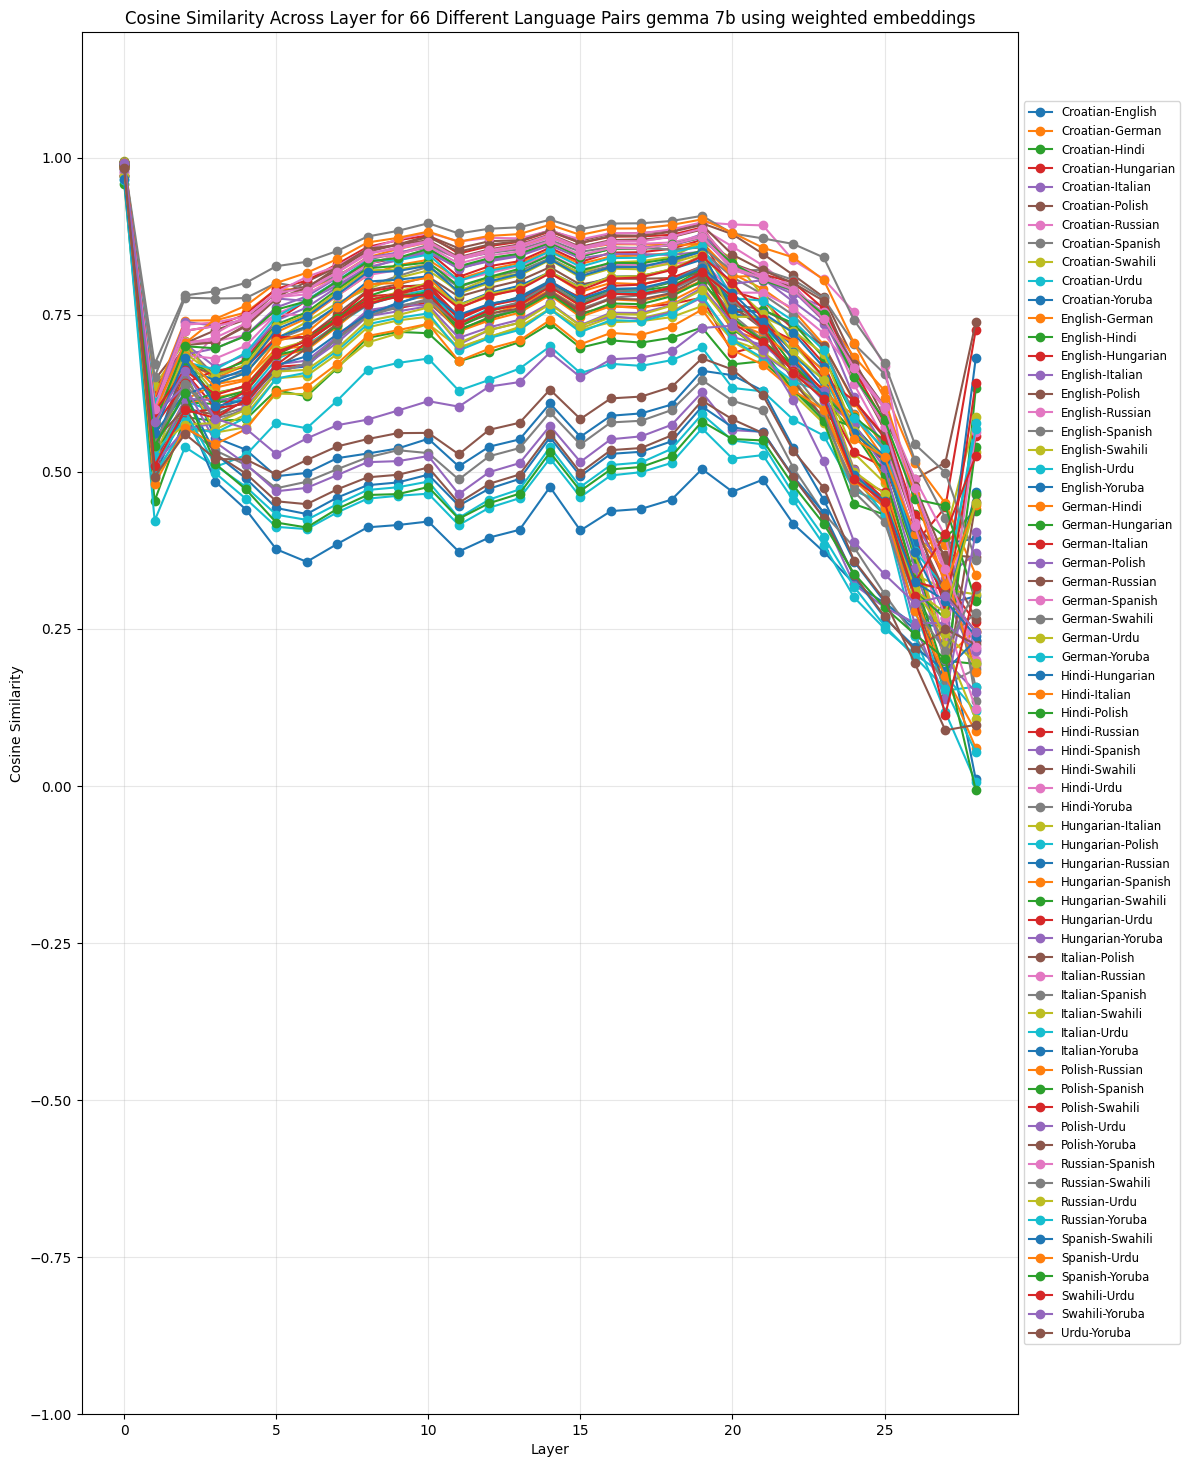 Cosine Similarity Across Layer for 66 Different Language Pairs gemma 7b using weighted embeddings
Cosine Similarity
1.00
0.75
0.50
0.25
0.00
−0.25
−0.50
−0.75
−1.00
0
5
10
15
20
25
Layer
Croatian-English
Croatian-German
Croatian-Hindi
Croatian-Hungarian
Croatian-Italian
Croatian-Polish
Croatian-Russian
Croatian-Spanish
Croatian-Swahili
Croatian-Urdu
Croatian-Yoruba
English-German
English-Hindi
English-Hungarian
English-Italian
English-Polish
English-Russian
English-Spanish
English-Swahili
English-Urdu
English-Yoruba
German-Hindi
German-Hungarian
German-Italian
German-Polish
German-Russian
German-Spanish
German-Swahili
German-Urdu
German-Yoruba
Hindi-Hungarian
Hindi-Italian
Hindi-Polish
Hindi-Russian
Hindi-Spanish
Hindi-Swahili
Hindi-Urdu
Hindi-Yoruba
Hungarian-Italian
Hungarian-Polish
Hungarian-Russian
Hungarian-Spanish
Hungarian-Swahili
Hungarian-Urdu
Hungarian-Yoruba
Italian-Polish
Italian-Russian
Italian-Spanish
Italian-Swahili
Italian-Urdu
Italian-Yoruba
Polish-Russian
Polish-Spanish
Polish-Swahili
Polish-Urdu
Polish-Yoruba
Russian-Spanish
Russian-Swahili
Russian-Urdu
Russian-Yoruba
Spanish-Swahili
Spanish-Urdu
Spanish-Yoruba
Swahili-Urdu
Swahili-Yoruba
Urdu-Yoruba